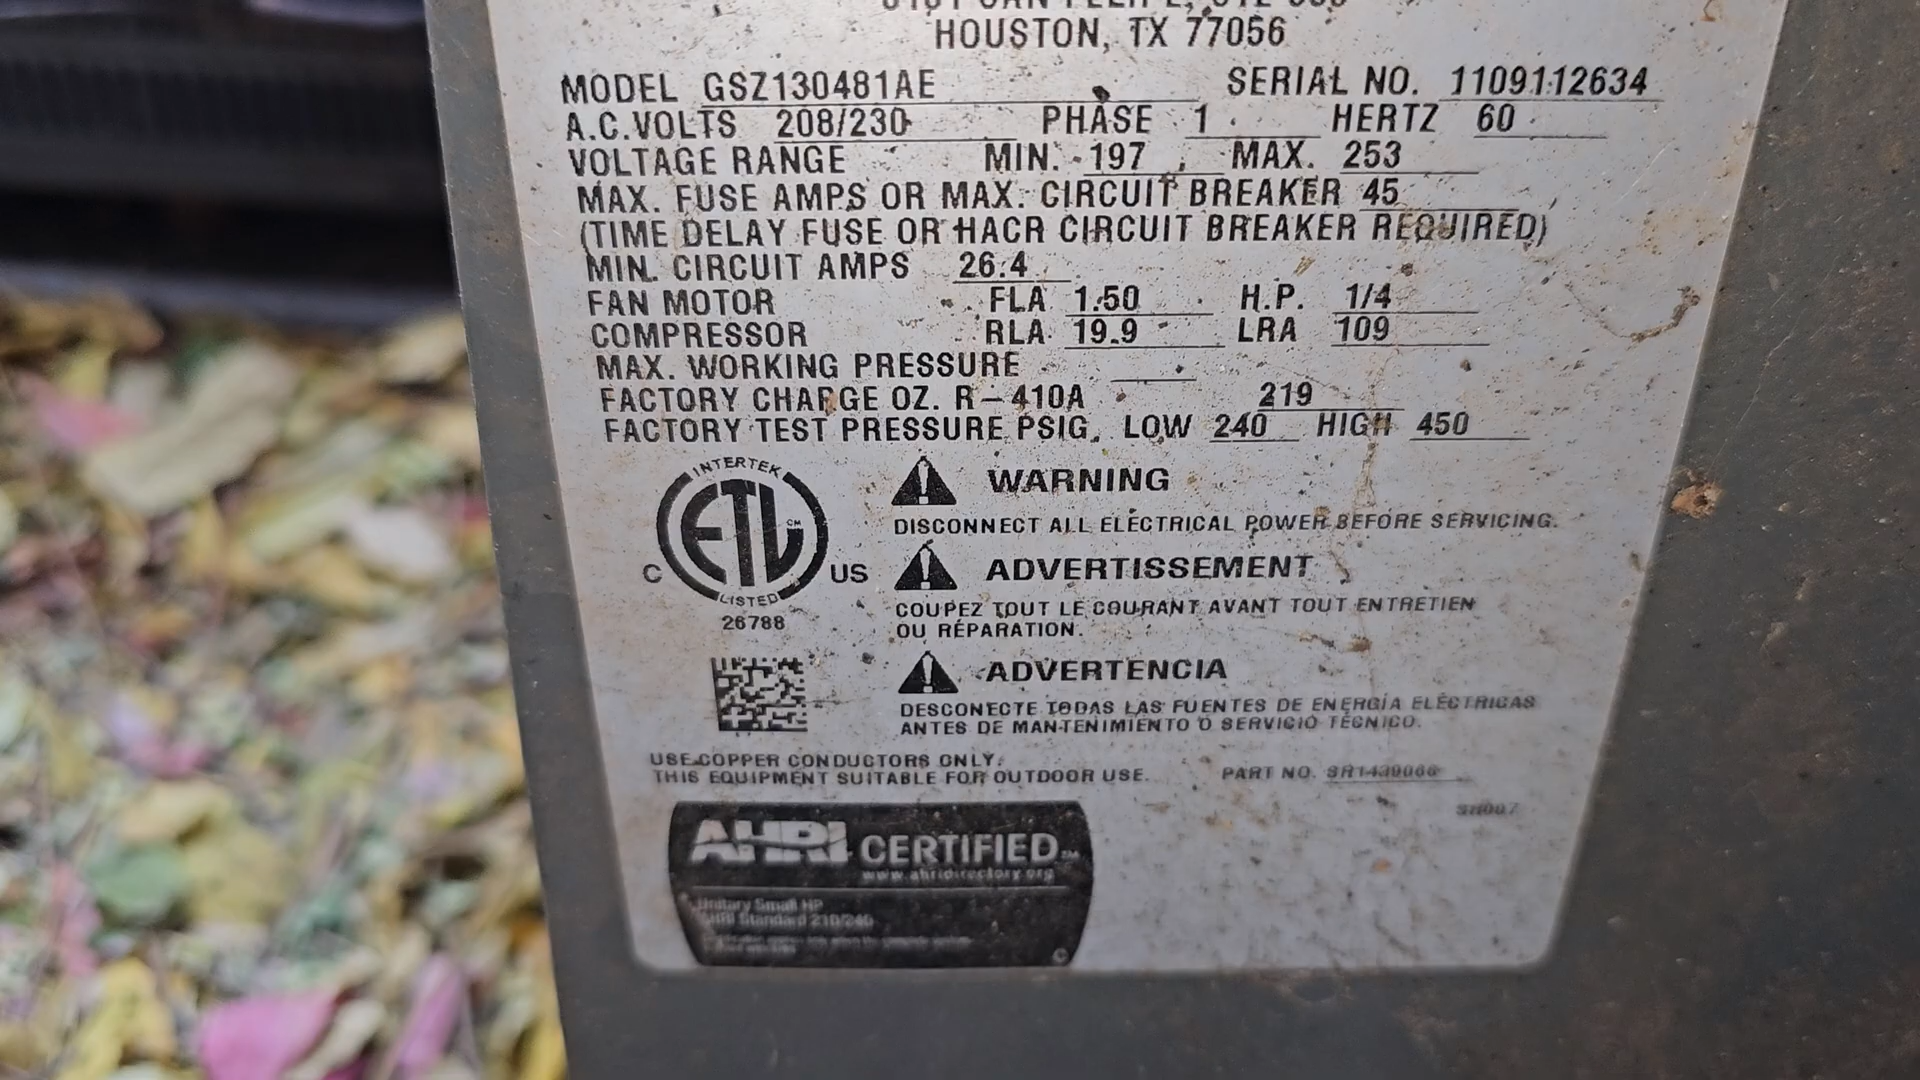 HOUSTON, TX 77056
MODEL GSZ130481AE SERIAL NO. 1109112634
A.C.VOLTS 208/230 PHASE 1 HERTZ 60
VOLTAGE RANGE MIN. 197 MAX. 253
MAX. FUSE AMPS OR MAX. CIRCUIT BREAKER 45
(TIME DELAY FUSE OR HACR CIRCUIT BREAKER REQUIRED)
MIN. CIRCUIT AMPS 26.4
FAN MOTOR FLA 1.50 H.P. 1/4
COMPRESSOR RLA 19.9 LRA 109
MAX. WORKING PRESSURE
FACTORY CHARGE OZ. R-410A 219
FACTORY TEST PRESSURE PSIG. LOW 240 HIGH 450
INTERTEK
ETL CM
C US
LISTED
26788
WARNING
DISCONNECT ALL ELECTRICAL POWER BEFORE SERVICING.
ADVERTISSEMENT
COUPEZ TOUT LE COURANT AVANT TOUT ENTRETIEN
OU RÉPARATION.
ADVERTENCIA
DESCONECTE TODAS LAS FUENTES DE ENERGÍA ELÉCTRICAS
ANTES DE MANTENIMIENTO O SERVICIO TÉCNICO.
USE COPPER CONDUCTORS ONLY.
THIS EQUIPMENT SUITABLE FOR OUTDOOR USE. PART NO.
AHRI CERTIFIED
www.ahridirectory.org
Unitary Small HP
AHRI Standard 210/240